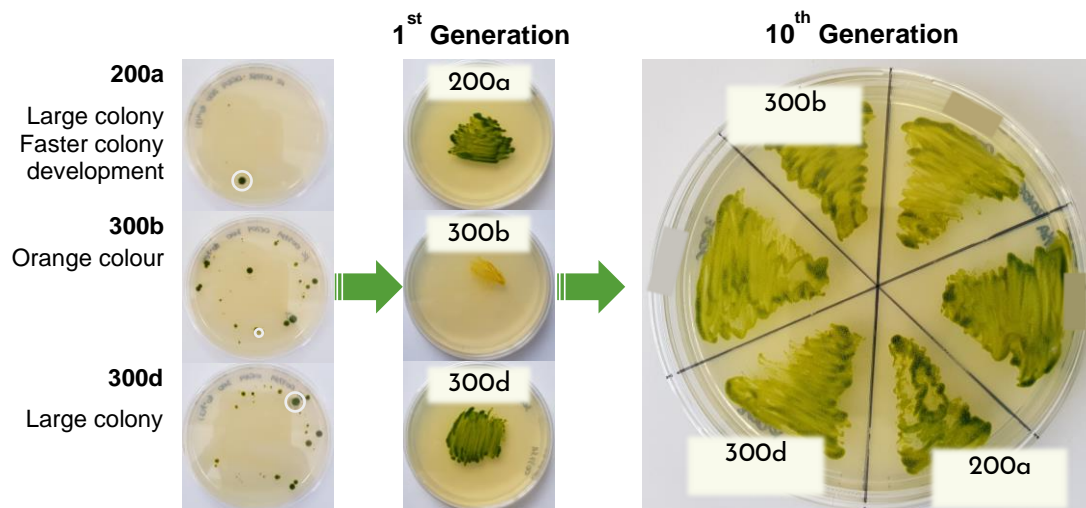 1st Generation
10th Generation
200a
Large colony
Faster colony
development
300b
Orange colour
300d
Large colony
200a
300b
300d
300b
300d
200a